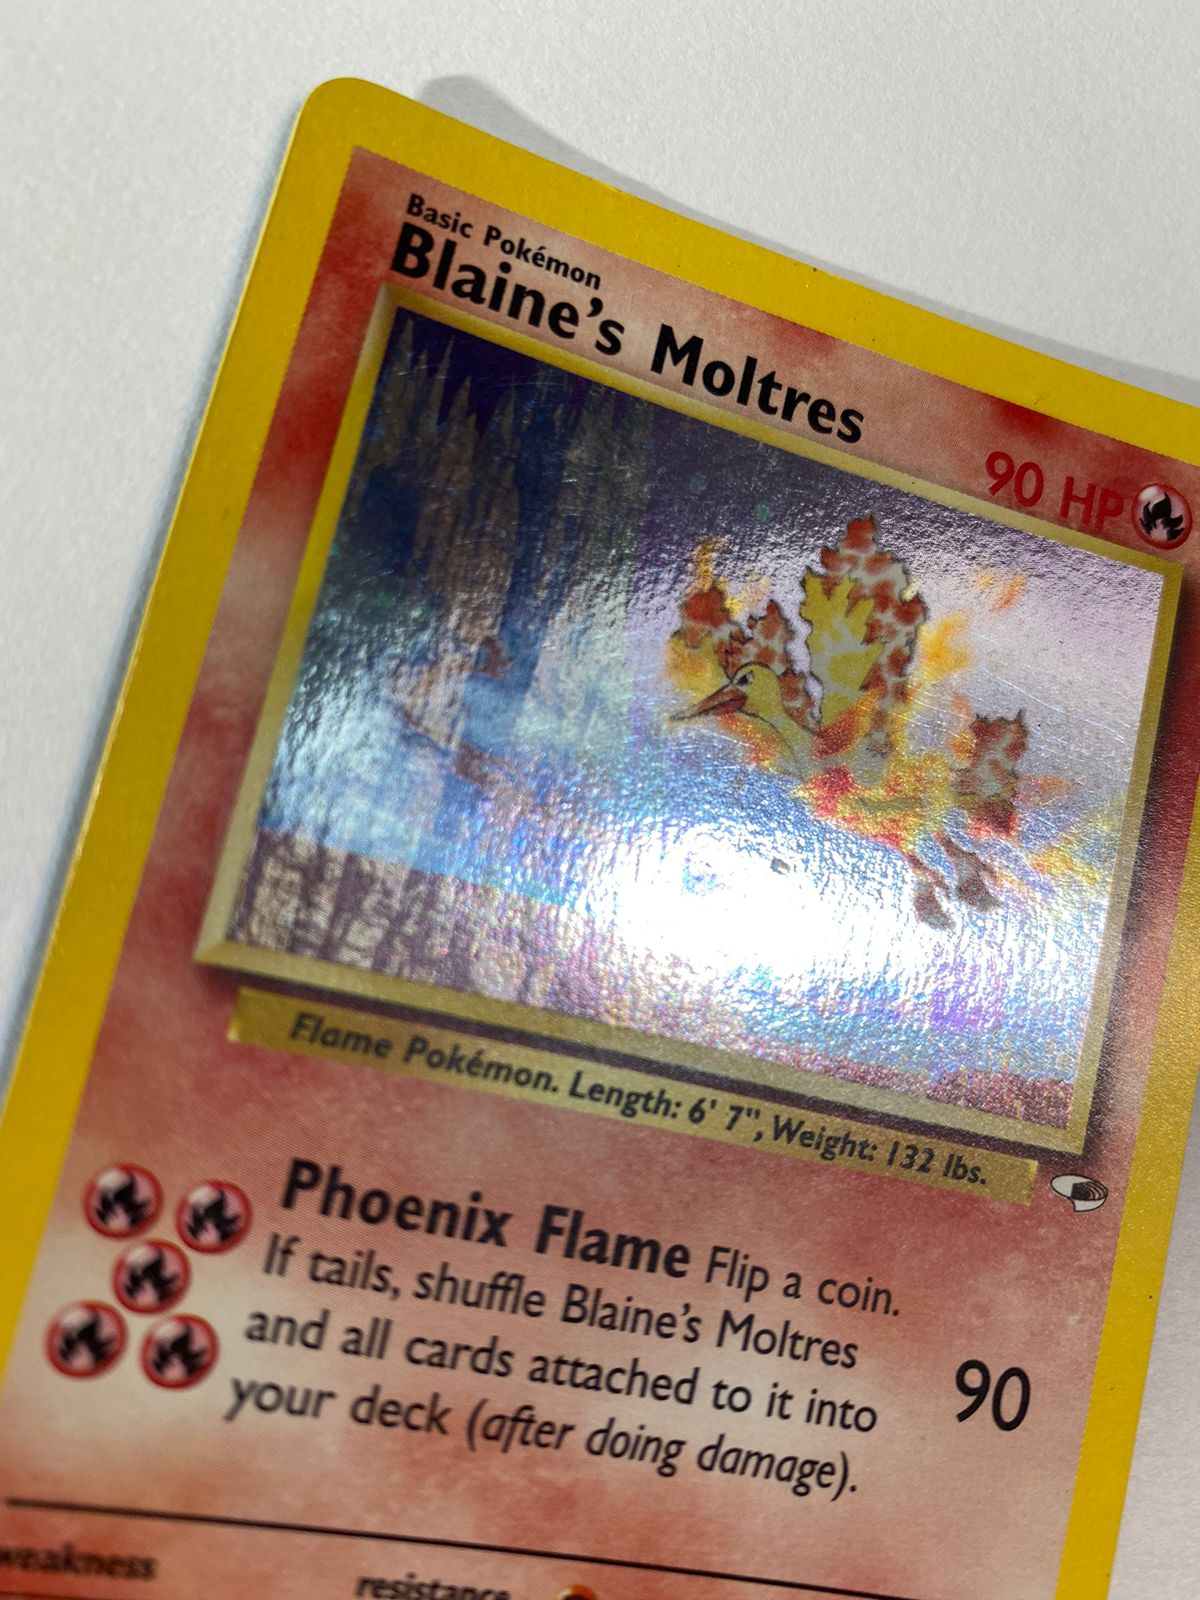 Basic Pokémon
Blaine's Moltres
90 HP
Flame Pokémon. Length: 6' 7", Weight: 132 lbs.
Phoenix Flame Flip a coin.
If tails, shuffle Blaine's Moltres
and all cards attached to it into
your deck (after doing damage).
90
weakness
resistance